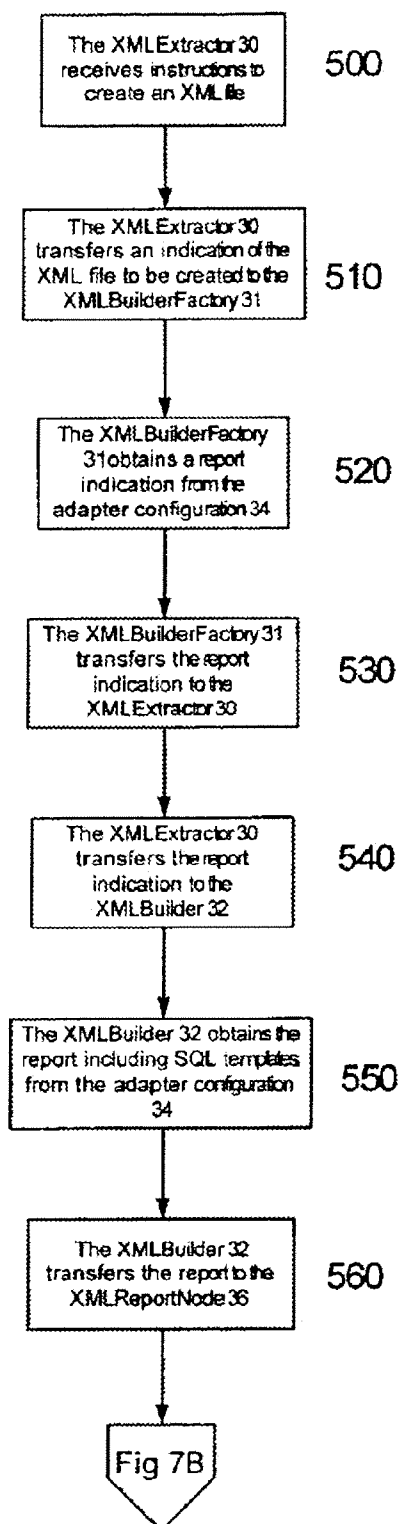 The XMLExtractor 30
receives instructions to
create an XML file
500
The XMLExtractor 30
transfers an indication of the
XML file to be created to the
XMLBuilderFactory 31
510
The XMLBuilderFactory
31 obtains a report
indication from the
adapter configuration 34
520
The XMLBuilderFactory 31
transfers the report
indication to the
XMLExtractor 30
530
The XMLExtractor 30
transfers the report
indication to the
XMLBuilder 32
540
The XMLBuilder 32 obtains the
report including SQL templates
from the adapter configuration
34
550
The XMLBuilder 32
transfers the report to the
XMLReportNode 36
560
Fig 7B